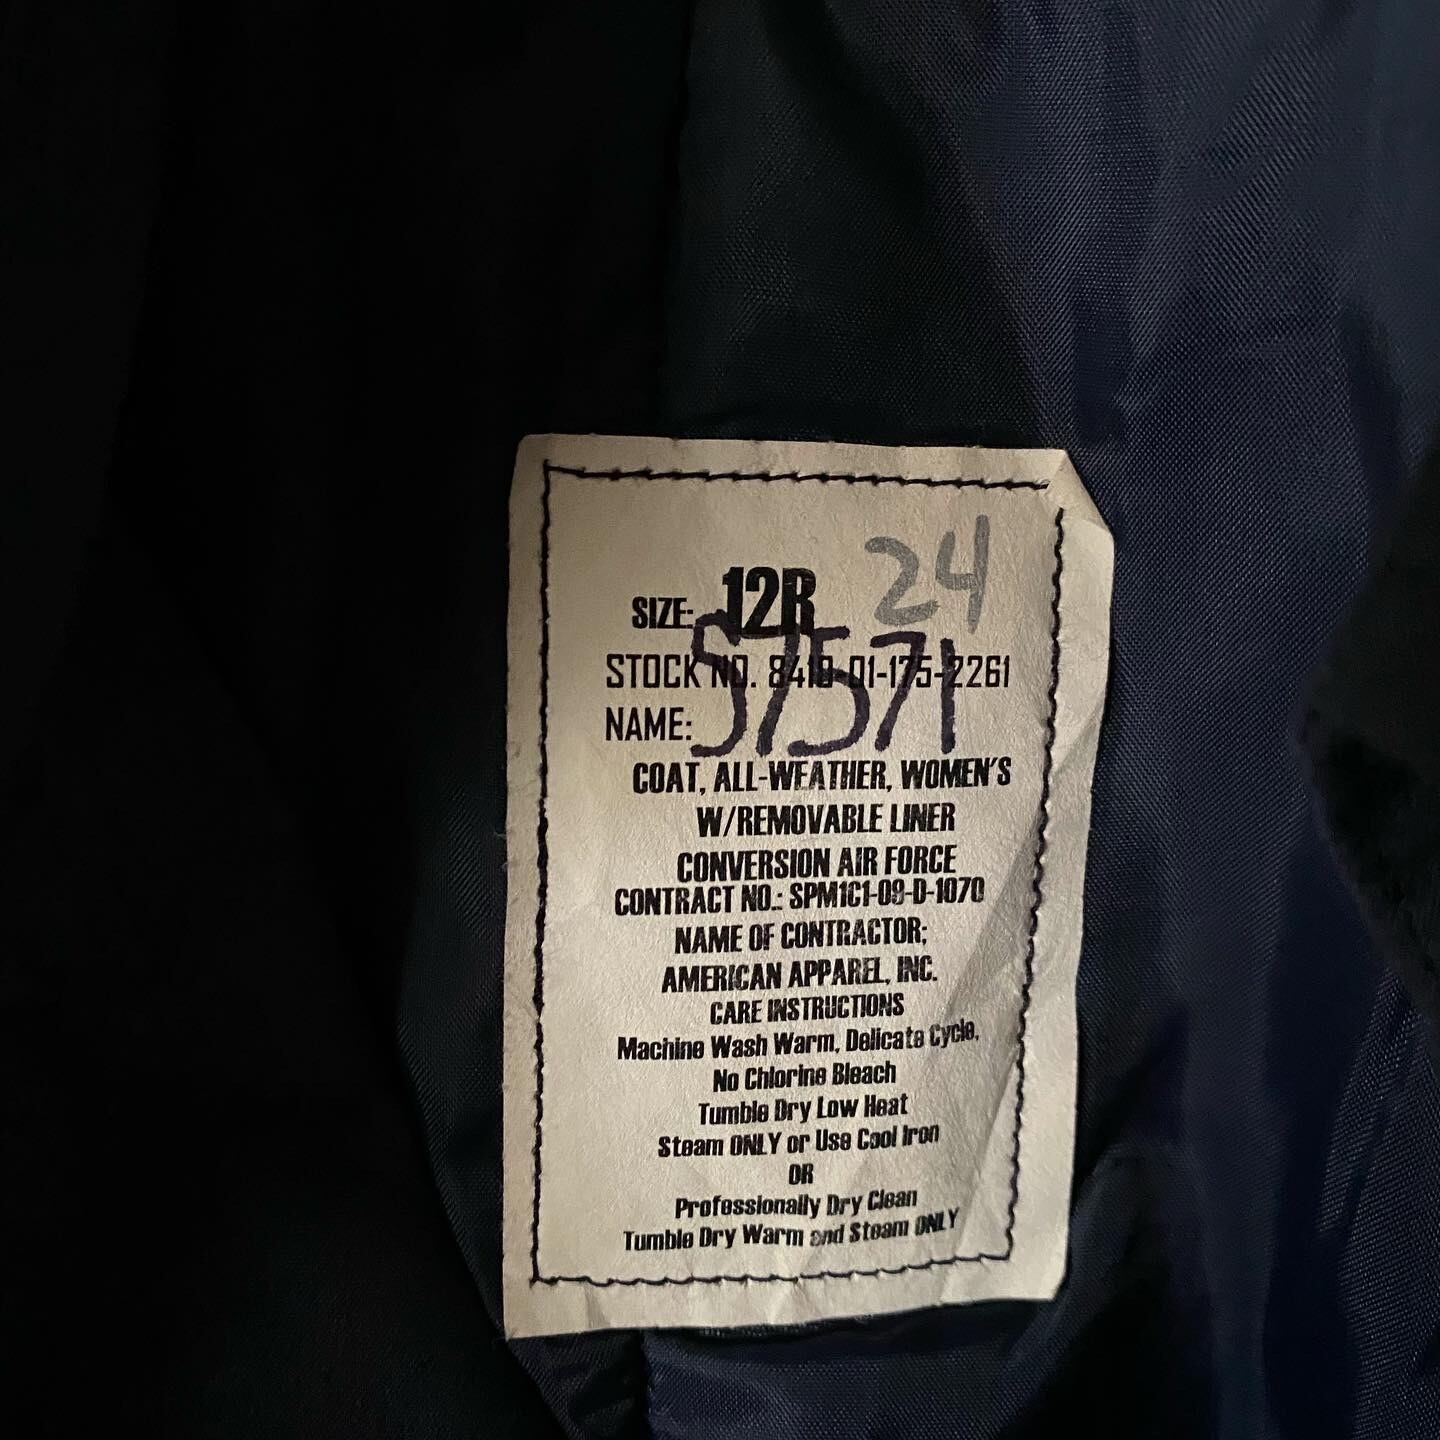 24
SIZE: 12R
S7571
STOCK NO. 8410-01-175-2261
NAME:
COAT, ALL-WEATHER, WOMEN'S
W/REMOVABLE LINER
CONVERSION AIR FORCE
CONTRACT NO.: SPM1C1-09-D-1070
NAME OF CONTRACTOR;
AMERICAN APPAREL, INC.
CARE INSTRUCTIONS
Machine Wash Warm, Delicate Cycle,
No Chlorine Bleach
Tumble Dry Low Heat
Steam ONLY or Use Cool Iron
OR
Professionally Dry Clean
Tumble Dry Warm and Steam ONLY